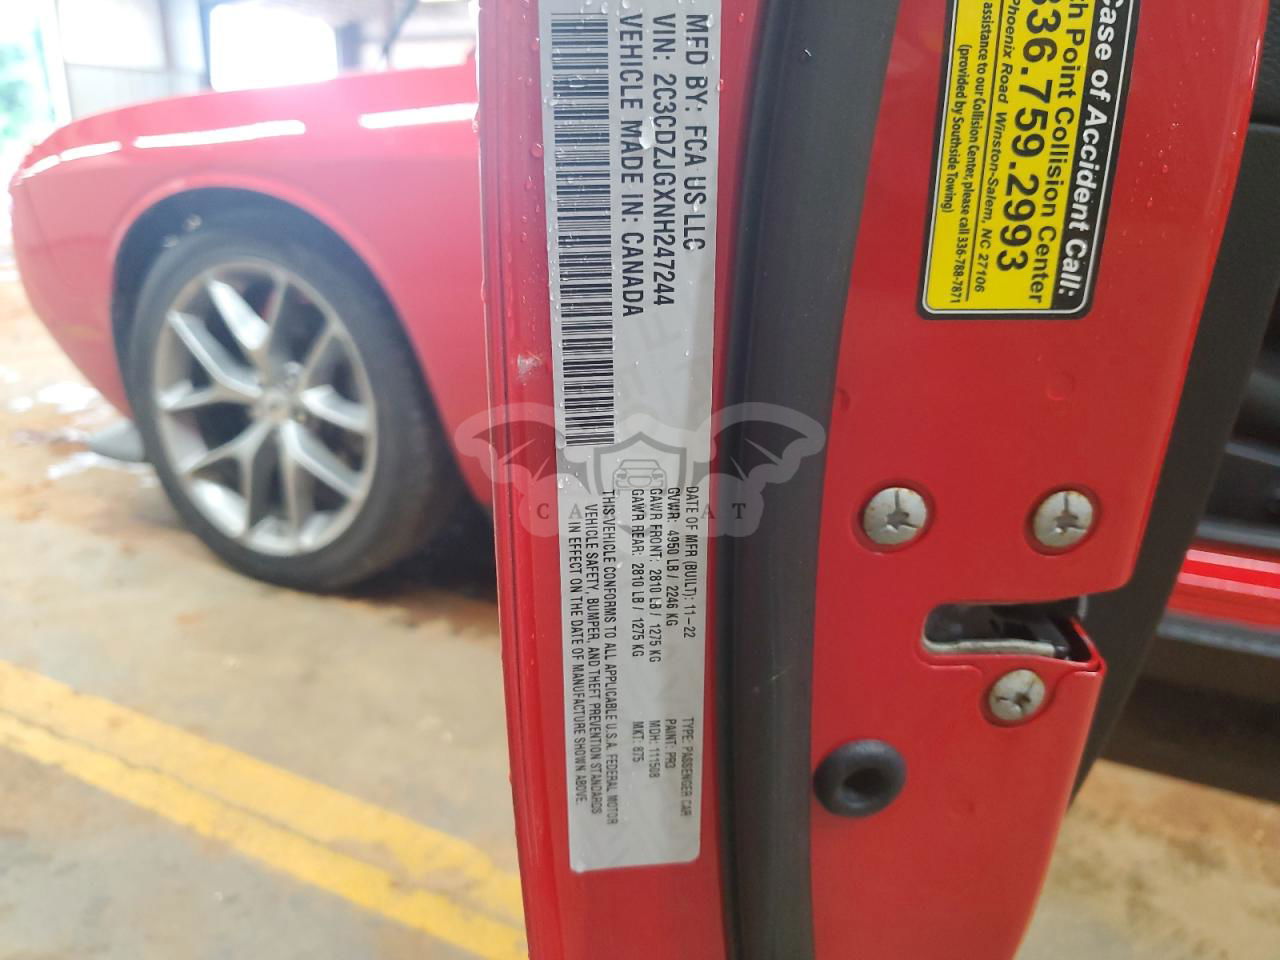 MFD BY: FCA US LLC
VIN: 2C3CDZJGXNH247244
VEHICLE MADE IN: CANADA
DATE OF MFR (BUILT): 11-22
GVWR: 4950 LB / 2246 KG
GAWR FRONT: 2810 LB / 1275 KG
GAWR REAR: 2810 LB / 1275 KG
THIS VEHICLE CONFORMS TO ALL APPLICABLE U.S.A. FEDERAL MOTOR
VEHICLE SAFETY, BUMPER, AND THEFT PREVENTION STANDARDS
IN EFFECT ON THE DATE OF MANUFACTURE SHOWN ABOVE.
TYPE: PASSENGER CAR
PAINT: PR3
MDH: 111508
MKT: 875
Case of Accident Call:
Point Collision Center
336.759.2993
Phoenix Road Winston-Salem, NC 27106
assistance to our Collision Center, please call 336-788-7871
(provided by Southside Towing)